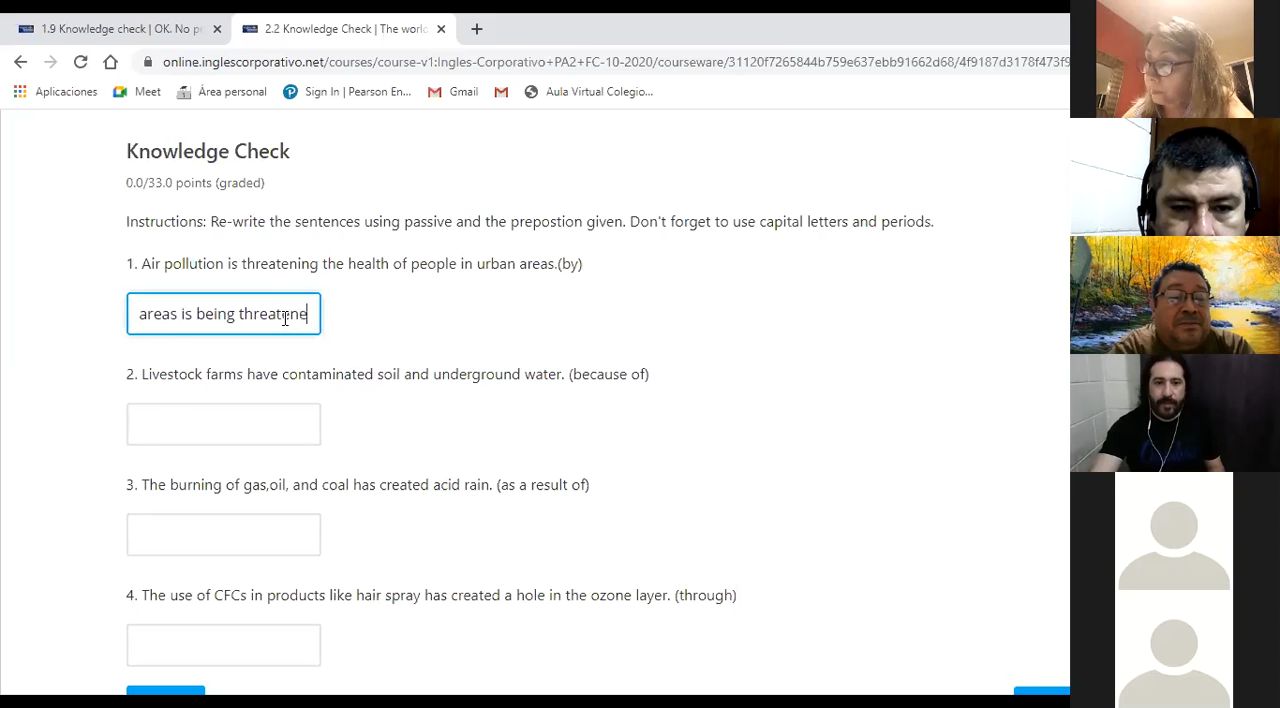 1.9 Knowledge check | OK. No p
2.2 Knowledge Check | The worl
online.inglescorporativo.net/courses/course-v1:Ingles-Corporativo+PA2+FC-10-2020/courseware/31120f7265844b759e637ebb91662d68/4f9187d3178f473f9
Aplicaciones Meet Área personal Sign In | Pearson En... Gmail Aula Virtual Colegio...
Knowledge Check
0.0/33.0 points (graded)
Instructions: Re-write the sentences using passive and the prepostion given. Don't forget to use capital letters and periods.
1. Air pollution is threatening the health of people in urban areas.(by)
areas is being threatene
2. Livestock farms have contaminated soil and underground water. (because of)
3. The burning of gas,oil, and coal has created acid rain. (as a result of)
4. The use of CFCs in products like hair spray has created a hole in the ozone layer. (through)